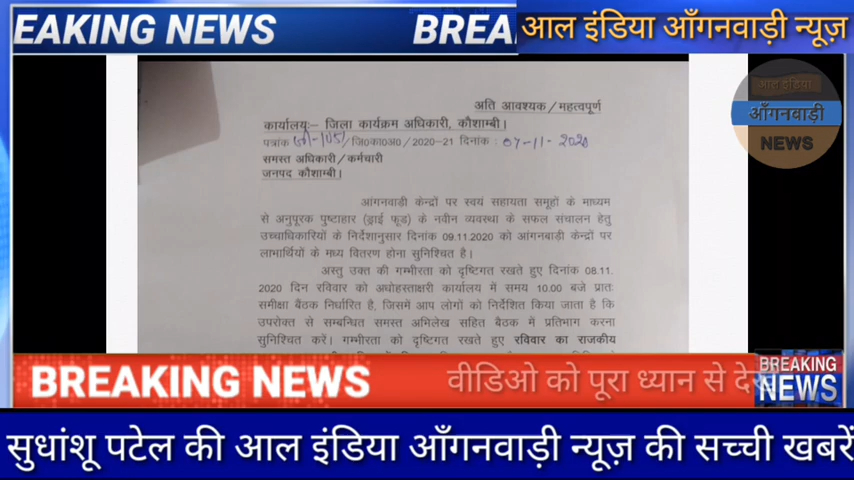 EAKING NEWS
BREA
आल इंडिया आँगनवाड़ी न्यूज़
आल इंडिया
आँगनवाड़ी
NEWS
अति आवश्यक/महत्वपूर्ण
कार्यालयः- जिला कार्यक्रम अधिकारी, कौशाम्बी।
पत्रांक /जि0का0अ0/2020-21 दिनांक : 07-11-2020
समस्त अधिकारी/कर्मचारी
जनपद कौशाम्बी।
आंगनवाड़ी केन्द्रों पर स्वयं सहायता समूहों के माध्यम
से अनुपूरक पुष्टाहार (ड्राई फूड) के नवीन व्यवस्था के सफल संचालन हेतु
उच्चाधिकारियों के निर्देशानुसार दिनांक 09.11.2020 को आंगनबाड़ी केन्द्रों पर
लाभार्थियों के मध्य वितरण होना सुनिश्चित है।
अस्तु उक्त की गम्भीरता को दृष्टिगत रखते हुए दिनांक 08.11.
2020 दिन रविवार को अधोहस्ताक्षरी कार्यालय में समय 10.00 बजे प्रातः
समीक्षा बैठक निर्धारित है, जिसमें आप लोगों को निर्देशित किया जाता है कि
उपरोक्त से सम्बन्धित समस्त अभिलेख सहित बैठक में प्रतिभाग करना
सुनिश्चित करें। गम्भीरता को दृष्टिगत रखते हुए रविवार का राजकीय
BREAKING NEWS
वीडिओ को पूरा ध्यान से
BREAKING
NEWS
सुधांशू पटेल की आल इंडिया आँगनवाड़ी न्यूज़ की सच्ची खबरें